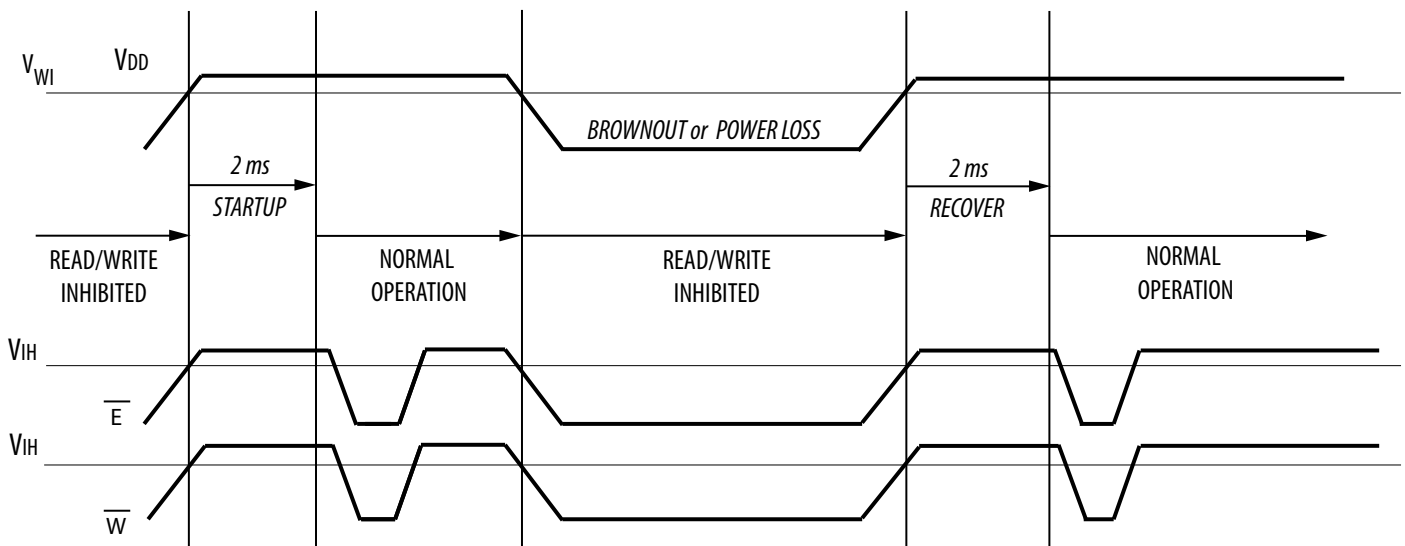 VWI
VDD
BROWNOUT or POWER LOSS
2 ms
STARTUP
2 ms
RECOVER
READ/WRITE
INHIBITED
NORMAL
OPERATION
READ/WRITE
INHIBITED
NORMAL
OPERATION
VIH
E
VIH
W